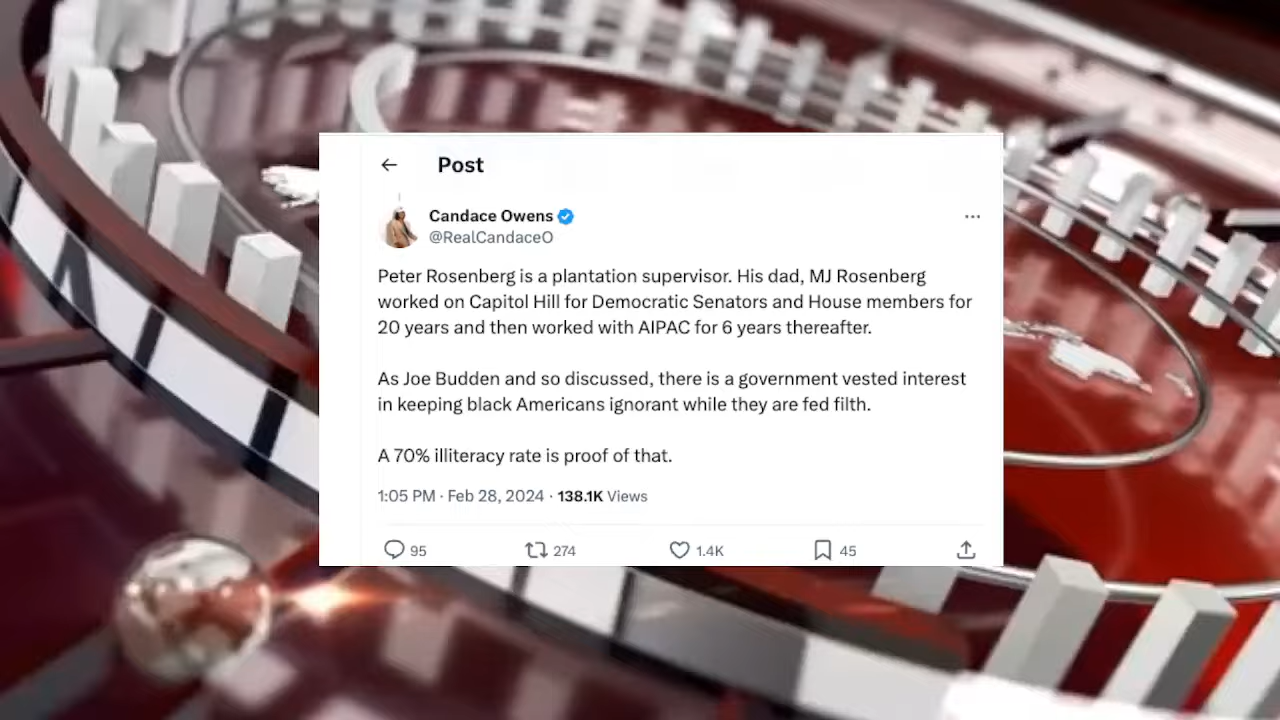 Post
Candace Owens
@RealCandaceO
Peter Rosenberg is a plantation supervisor. His dad, MJ Rosenberg
worked on Capitol Hill for Democratic Senators and House members for
20 years and then worked with AIPAC for 6 years thereafter.
As Joe Budden and so discussed, there is a government vested interest
in keeping black Americans ignorant while they are fed filth.
A 70% illiteracy rate is proof of that.
1:05 PM · Feb 28, 2024 · 138.1K Views
95 274 1.4K 45